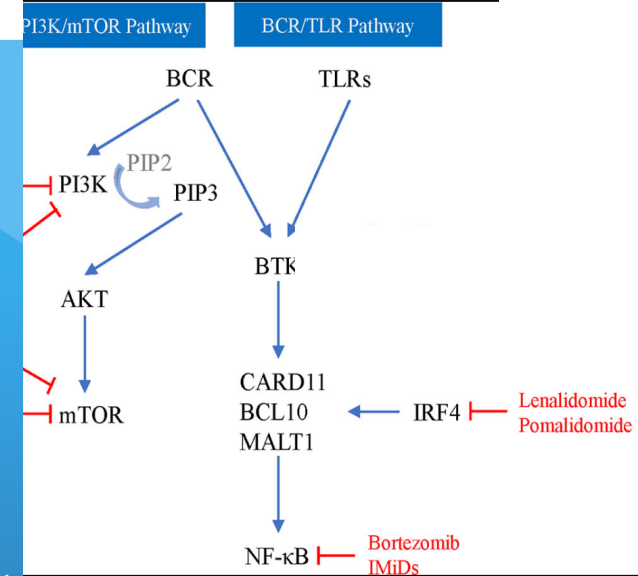 PI3K/mTOR Pathway
BCR/TLR Pathway
BCR
TLRs
PIP2
PI3K
PIP3
BTK
AKT
CARD11
BCL10
MALT1
mTOR
IRF4
Lenalidomide
Pomalidomide
NF-κB
Bortezomib
IMiDs